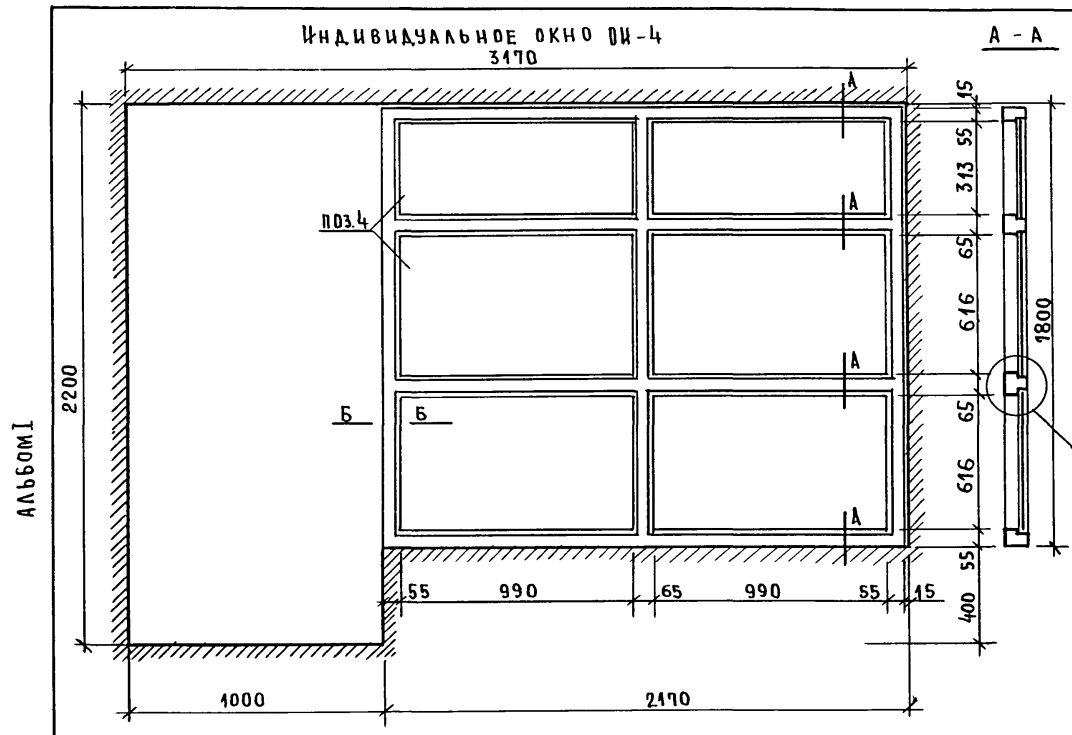 Индивидуальное окно ОИ-4
А - А
3170
А
15
55
313
поз.4
А
65
616
1800
2200
А
65
Б Б
616
Альбом I
А
55
55 990 65 990 55 15
400
1000 2170